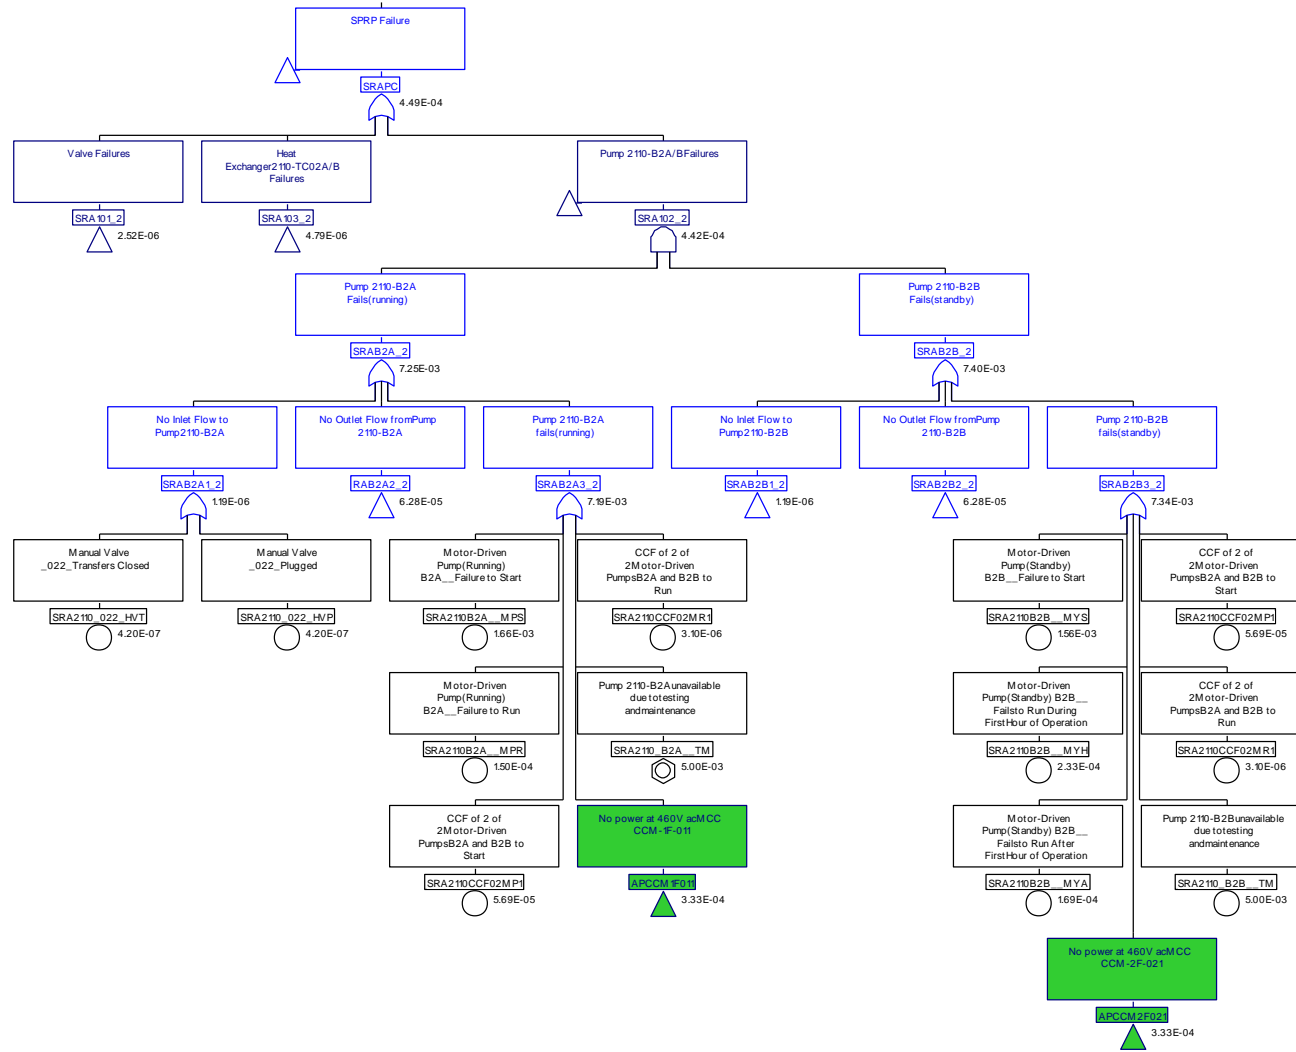 SPRP Failure
SRAPC
4.49E-04
Valve Failures
SRA101_2
2.52E-06
Heat
Exchanger2110-TC02A/B
Failures
SRA103_2
4.79E-06
Pump 2110-B2A/BFailures
SRA102_2
4.42E-04
Pump 2110-B2A
Fails(running)
SRAB2A_2
7.25E-03
Pump 2110-B2B
Fails(standby)
SRAB2B_2
7.40E-03
No Inlet Flow to
Pump2110-B2A
SRAB2A1_2
1.19E-06
No Outlet Flow fromPump
2110-B2A
RAB2A2_2
6.28E-05
Pump 2110-B2A
fails(running)
SRAB2A3_2
7.19E-03
No Inlet Flow to
Pump2110-B2B
SRAB2B1_2
1.19E-06
No Outlet Flow fromPump
2110-B2B
SRAB2B2_2
6.28E-05
Pump 2110-B2B
fails(standby)
SRAB2B3_2
7.34E-03
Manual Valve
_022_Transfers Closed
SRA2110_022_HVT
4.20E-07
Manual Valve
_022_Plugged
SRA2110_022_HVP
4.20E-07
Motor-Driven
Pump(Running)
B2A__Failure to Start
SRA2110B2A__MPS
1.66E-03
CCF of 2 of
2Motor-Driven
PumpsB2A and B2B to
Run
SRA2110CCF02MR1
3.10E-06
Motor-Driven
Pump(Standby)
B2B__Failure to Start
SRA2110B2B__MYS
1.56E-03
CCF of 2 of
2Motor-Driven
PumpsB2A and B2B to
Start
SRA2110CCF02MP1
5.69E-05
Motor-Driven
Pump(Running)
B2A__Failure to Run
SRA2110B2A__MPR
1.50E-04
Pump 2110-B2Aunavailable
due totesting
andmaintenance
SRA2110_B2A__TM
5.00E-03
Motor-Driven
Pump(Standby) B2B__
Failsto Run During
FirstHour of Operation
SRA2110B2B__MYH
2.33E-04
CCF of 2 of
2Motor-Driven
PumpsB2A and B2B to
Run
SRA2110CCF02MR1
3.10E-06
CCF of 2 of
2Motor-Driven
PumpsB2A and B2B to
Start
SRA2110CCF02MP1
5.69E-05
No power at 460V acMCC
CCM-1F-011
APCCM1F011
3.33E-04
Motor-Driven
Pump(Standby) B2B__
Failsto Run After
FirstHour of Operation
SRA2110B2B__MYA
1.69E-04
Pump 2110-B2Bunavailable
due totesting
andmaintenance
SRA2110_B2B__TM
5.00E-03
No power at 460V acMCC
CCM-2F-021
APCCM2F021
3.33E-04